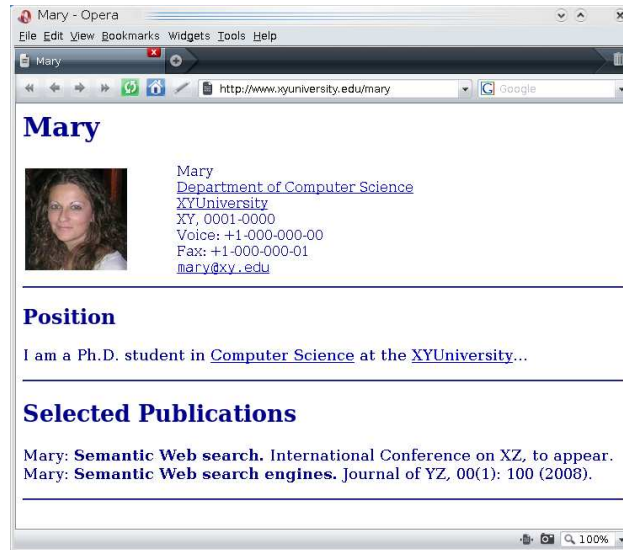 Mary - Opera
File Edit View Bookmarks Widgets Tools Help
Mary
http://www.xyuniversity.edu/mary
G Google
Mary
Mary
Department of Computer Science
XYUniversity
XY, 0001-0000
Voice: +1-000-000-00
Fax: +1-000-000-01
mary@xy.edu
Position
I am a Ph.D. student in Computer Science at the XYUniversity...
Selected Publications
Mary: Semantic Web search. International Conference on XZ, to appear.
Mary: Semantic Web search engines. Journal of YZ, 00(1): 100 (2008).
100%